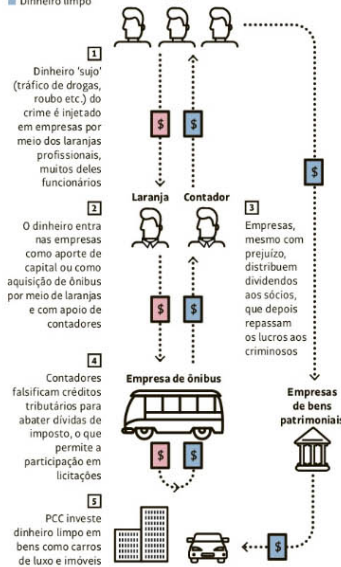 Dinheiro limpo
1
Dinheiro 'sujo'
(tráfico de drogas,
roubo etc.) do
crime é injetado
em empresas por
meio dos laranjas
profissionais,
muitos deles
funcionários
$ $
$
Laranja Contador
2
O dinheiro entra
nas empresas
como aporte de
capital ou como
aquisição de ônibus
por meio de laranjas
e com apoio de
contadores
3
Empresas,
mesmo com
prejuízo,
distribuem
dividendos
aos sócios,
que depois
repassam
os lucros aos
criminosos
$ $
4
Contadores
falsificam créditos
tributários para
abater dívidas de
imposto, o que
permite a
participação em
licitações
Empresa de ônibus
$ $
Empresas
de bens
patrimoniais
5
PCC investe
dinheiro limpo em
bens como carros
de luxo e imóveis
$